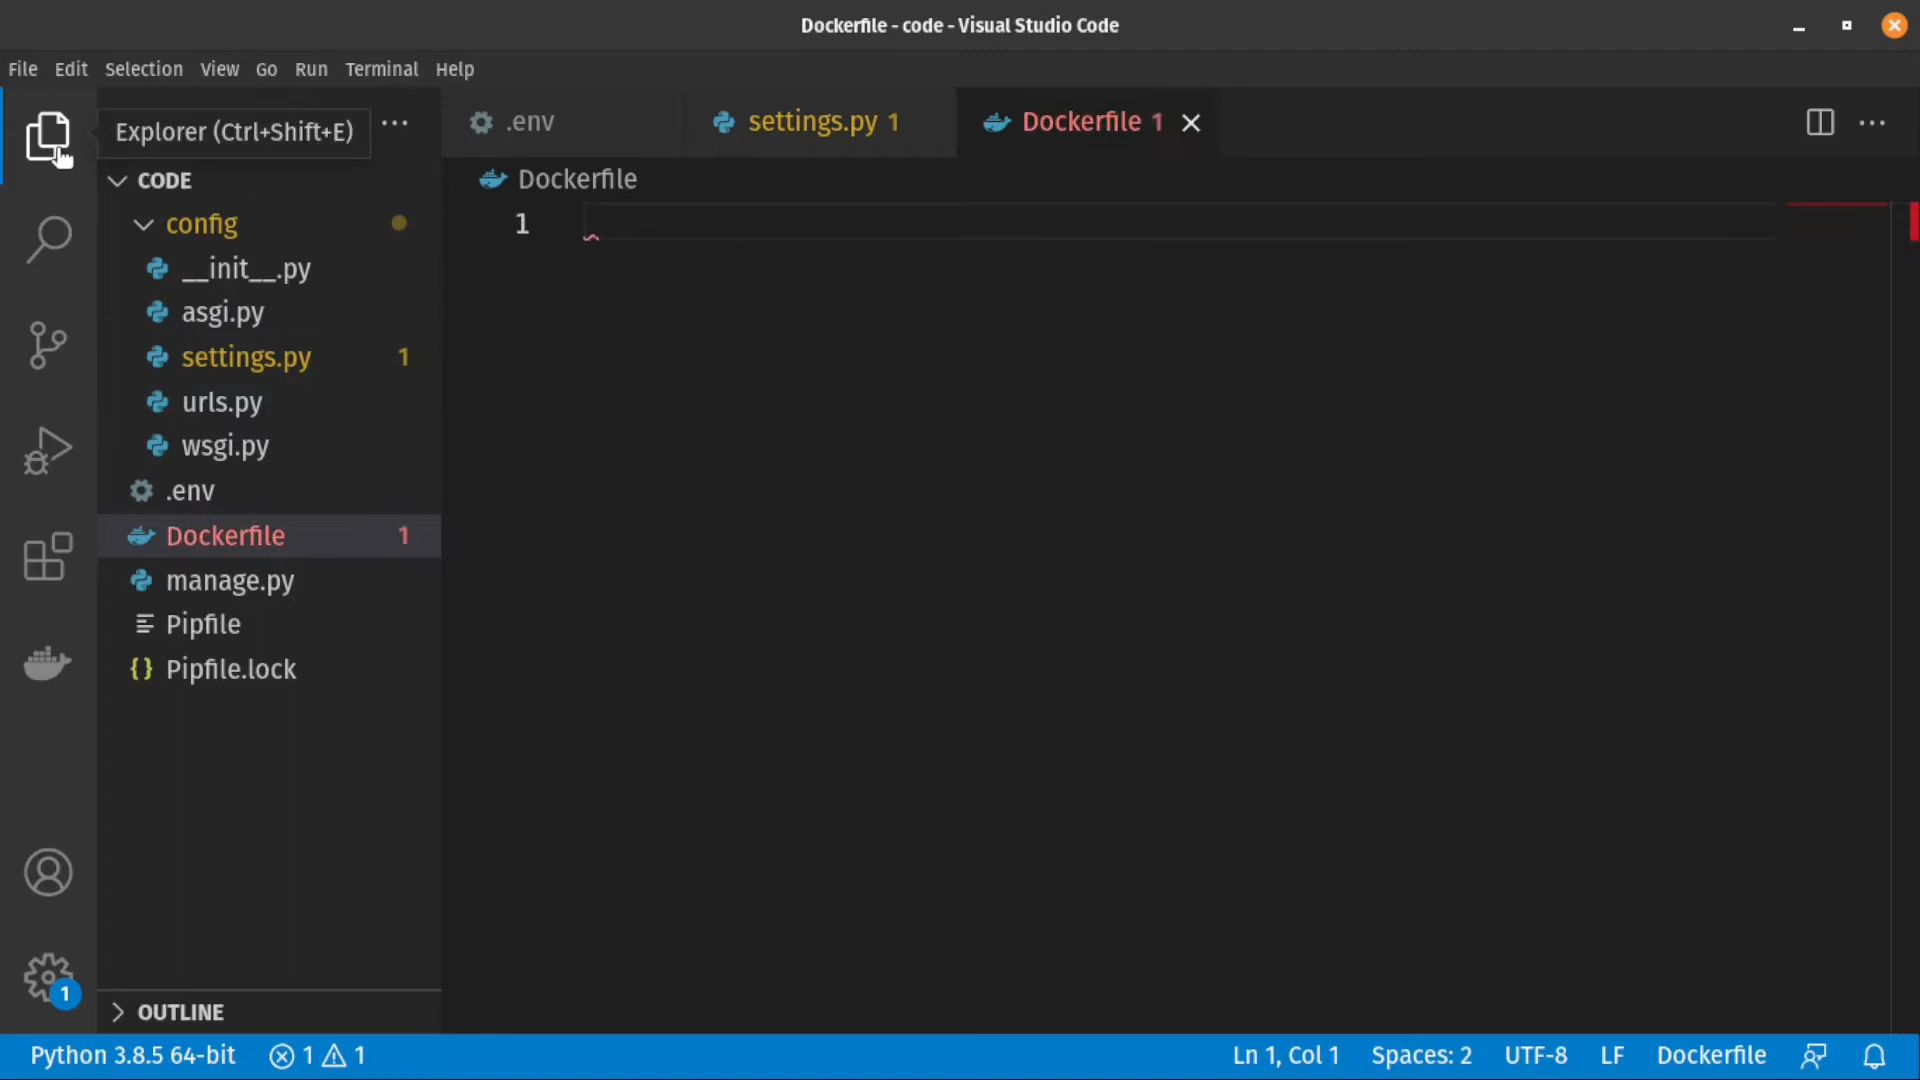 Dockerfile - code - Visual Studio Code
File Edit Selection View Go Run Terminal Help
Explorer (Ctrl+Shift+E)
.env
settings.py 1
Dockerfile 1
CODE
config
__init__.py
asgi.py
settings.py 1
urls.py
wsgi.py
.env
Dockerfile 1
manage.py
Pipfile
Pipfile.lock
OUTLINE
Dockerfile
1
1
Python 3.8.5 64-bit 1 1 Ln 1, Col 1 Spaces: 2 UTF-8 LF Dockerfile